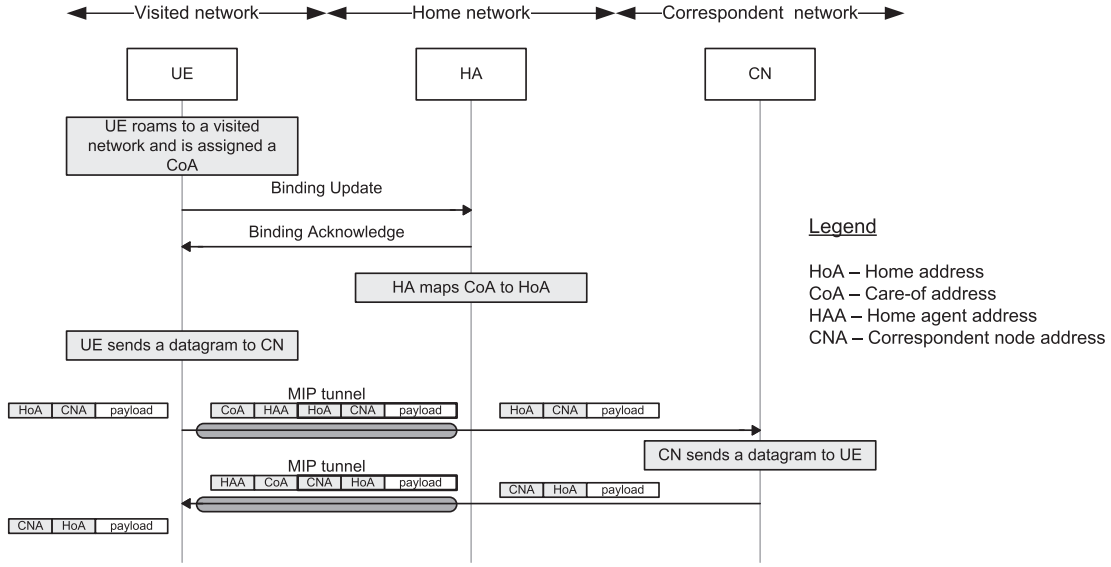 Visited network
Home network
Correspondent network
UE
HA
CN
UE roams to a visited
network and is assigned a
CoA
Binding Update
Binding Acknowledge
HA maps CoA to HoA
Legend
HoA – Home address
CoA – Care-of address
HAA – Home agent address
CNA – Correspondent node address
UE sends a datagram to CN
MIP tunnel
HoA CNA payload
CoA HAA HoA CNA payload
HoA CNA payload
CN sends a datagram to UE
MIP tunnel
HAA CoA CNA HoA payload
CNA HoA payload
CNA HoA payload